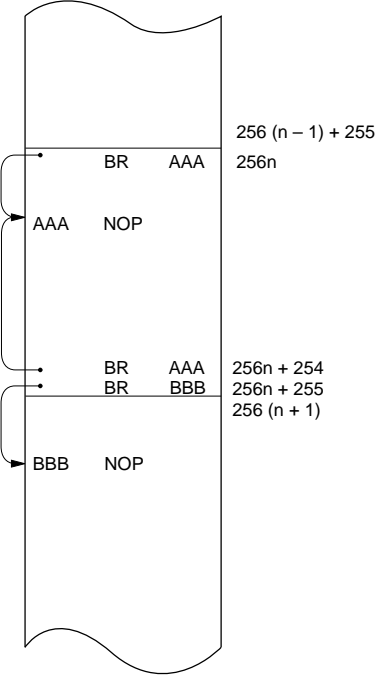 256 (n – 1) + 255
BR AAA 256n
AAA NOP
BR AAA 256n + 254
BR BBB 256n + 255
256 (n + 1)
BBB NOP